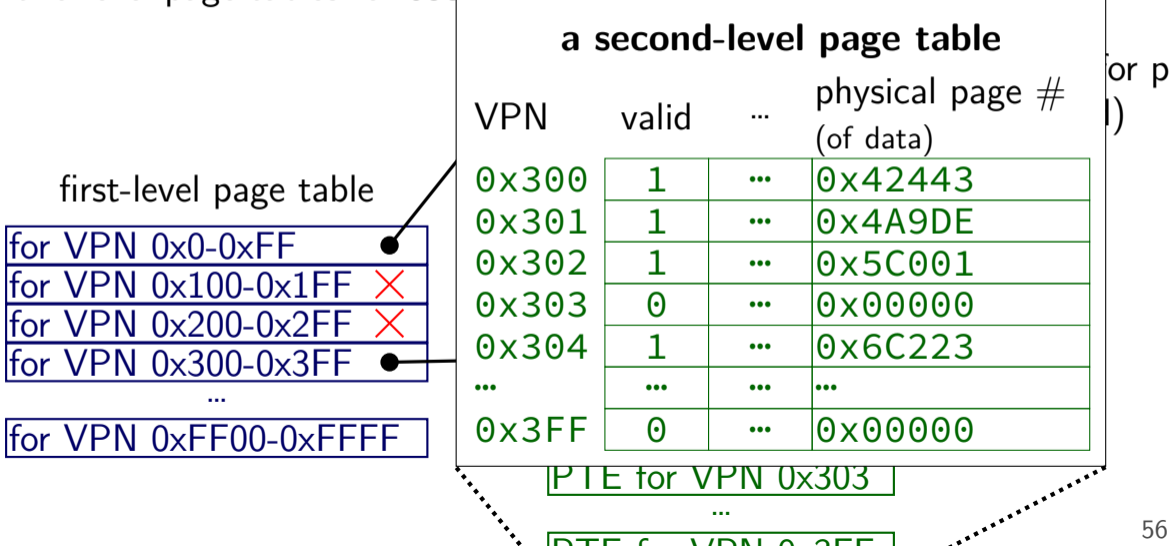 a second-level page table
or p
VPN valid ... physical page #
(of data)
0x300 1 ... 0x42443
0x301 1 ... 0x4A9DE
0x302 1 ... 0x5C001
0x303 0 ... 0x00000
0x304 1 ... 0x6C223
... ... ... ...
0x3FF 0 ... 0x00000
first-level page table
for VPN 0x0-0xFF
for VPN 0x100-0x1FF
for VPN 0x200-0x2FF
for VPN 0x300-0x3FF
...
for VPN 0xFF00-0xFFFF
PTE for VPN 0x303
...
56